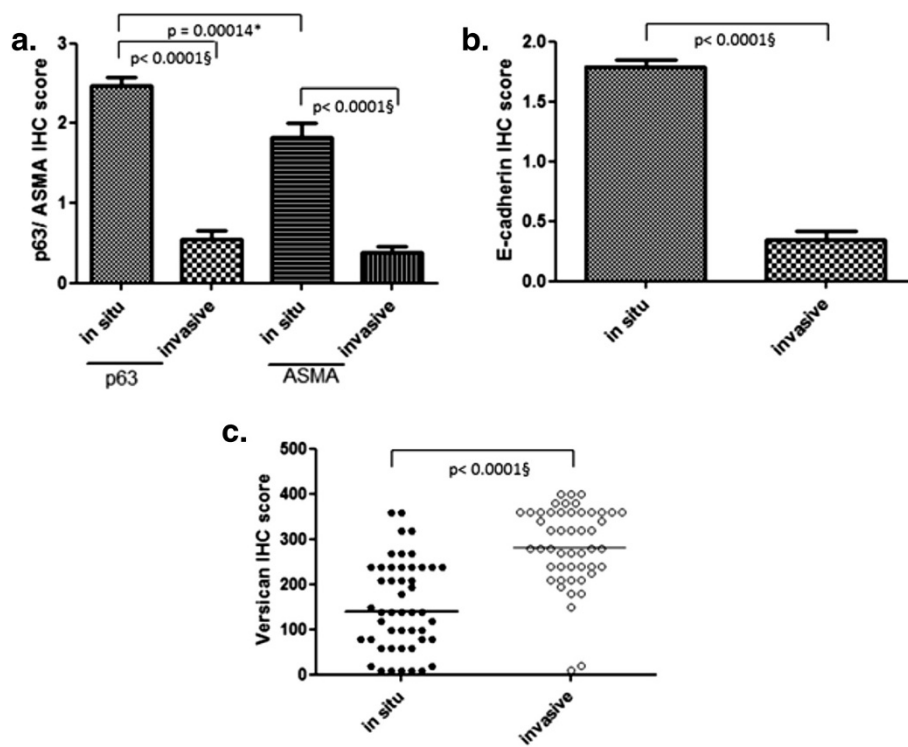 a.
p = 0.00014*
p< 0.0001§
p< 0.0001§
p63/ ASMA IHC score
3
2
1
0
in situ
invasive
in situ
invasive
p63
ASMA
b.
p< 0.0001§
E-cadherin IHC score
2.0
1.5
1.0
0.5
0.0
in situ
invasive
c.
p< 0.0001§
Versican IHC score
500
400
300
200
100
0
in situ
invasive